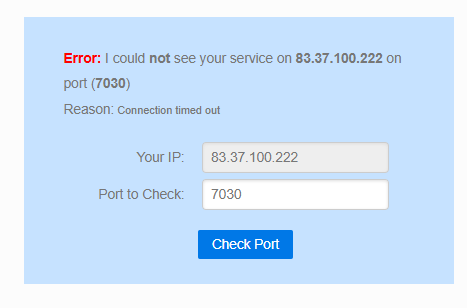 Error: I could not see your service on 83.37.100.222 on
port (7030)
Reason: Connection timed out
Your IP: 83.37.100.222
Port to Check: 7030
Check Port